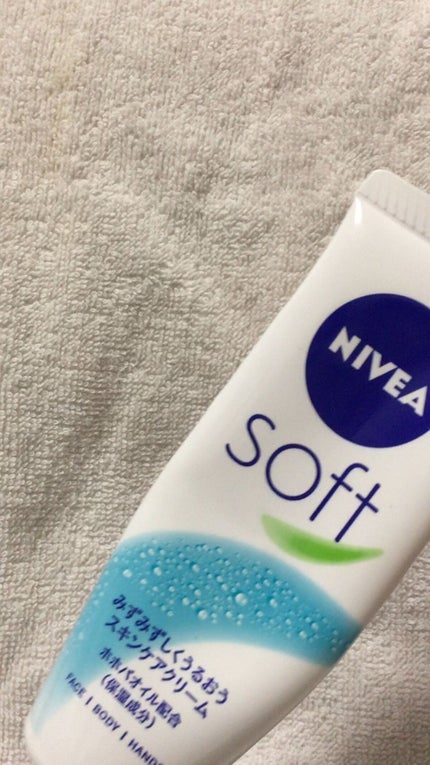 NIVEA
soft
みずみずしくうるおう
スキンケアクリーム
ホホバオイル配合
(保湿成分)
FACE | BODY | HANDS